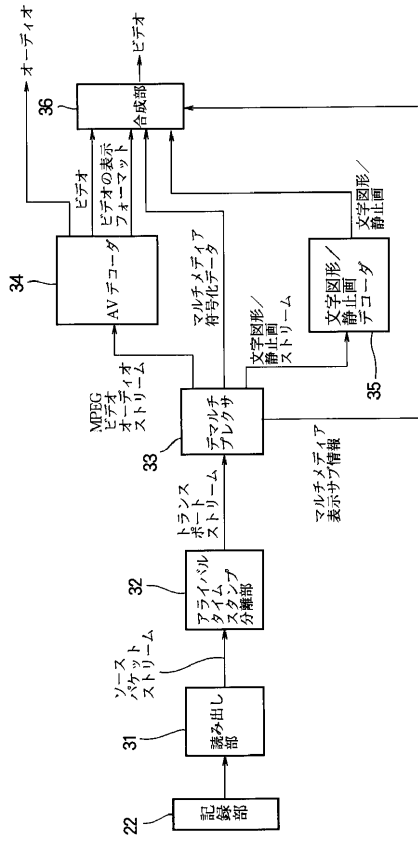 22
記録部
31
読み出し
部
ソース
パケット
ストリーム
32
アライバル
タイム
スタンプ
分離部
トランス
ポート
ストリーム
33
デマルチ
プレクサ
MPEG
ビデオ
オーディオ
ストリーム
マルチメディア
符号化データ
文字図形/
静止画
ストリーム
マルチメディア
表示サブ情報
34
AVデコーダ
ビデオ
ビデオの表示
フォーマット
35
文字図形/
静止画
デコーダ
文字図形/
静止画
36
合成部
オーディオ
ビデオ